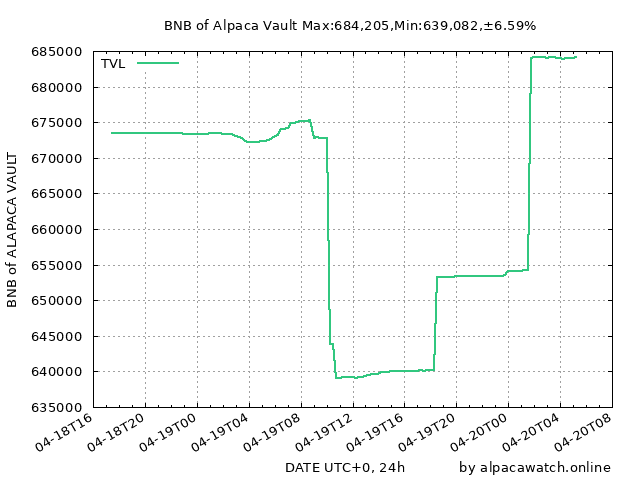 BNB of Alpaca Vault Max:684,205,Min:639,082,±6.59%
TVL
BNB of ALAPACA VAULT
685000
680000
675000
670000
665000
660000
655000
650000
645000
640000
635000
04-18T16
04-18T20
04-19T00
04-19T04
04-19T08
04-19T12
04-19T16
04-19T20
04-20T00
04-20T04
04-20T08
DATE UTC+0, 24h
by alpacawatch.online